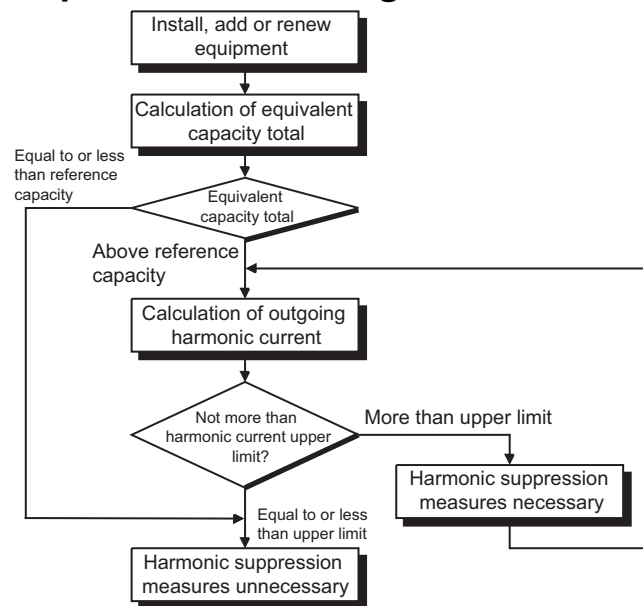 Install, add or renew
equipment
Calculation of equivalent
capacity total
Equal to or less
than reference
capacity
Equivalent
capacity total
Above reference
capacity
Calculation of outgoing
harmonic current
Not more than
harmonic current upper
limit?
More than upper limit
Harmonic suppression
measures necessary
Equal to or less
than upper limit
Harmonic suppression
measures unnecessary